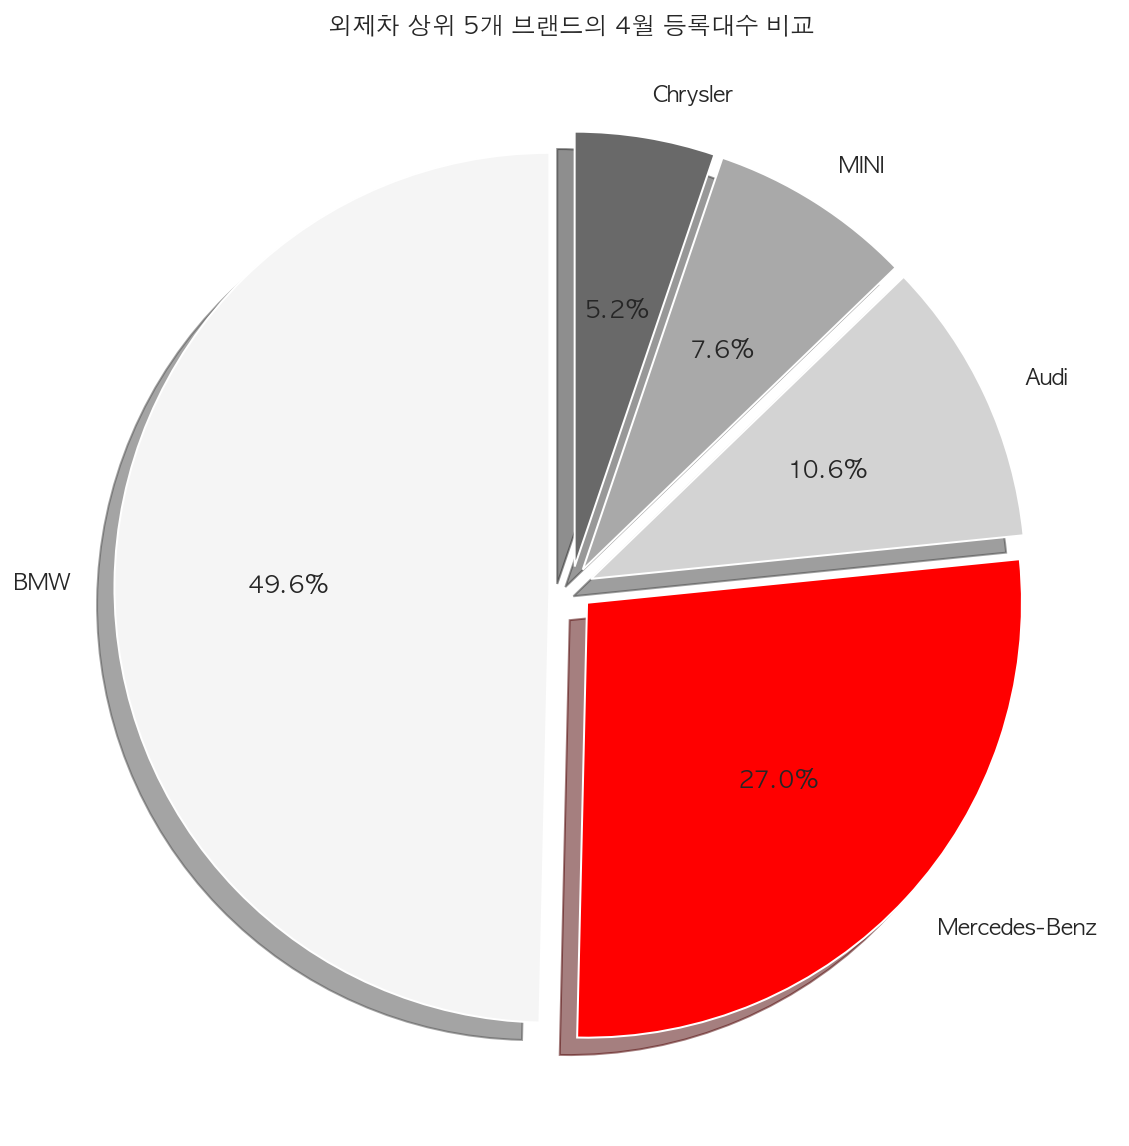 외제차 상위 5개 브랜드의 4월 등록대수 비교
Chrysler
MINI
5.2%
7.6%
Audi
10.6%
BMW
49.6%
27.0%
Mercedes-Benz